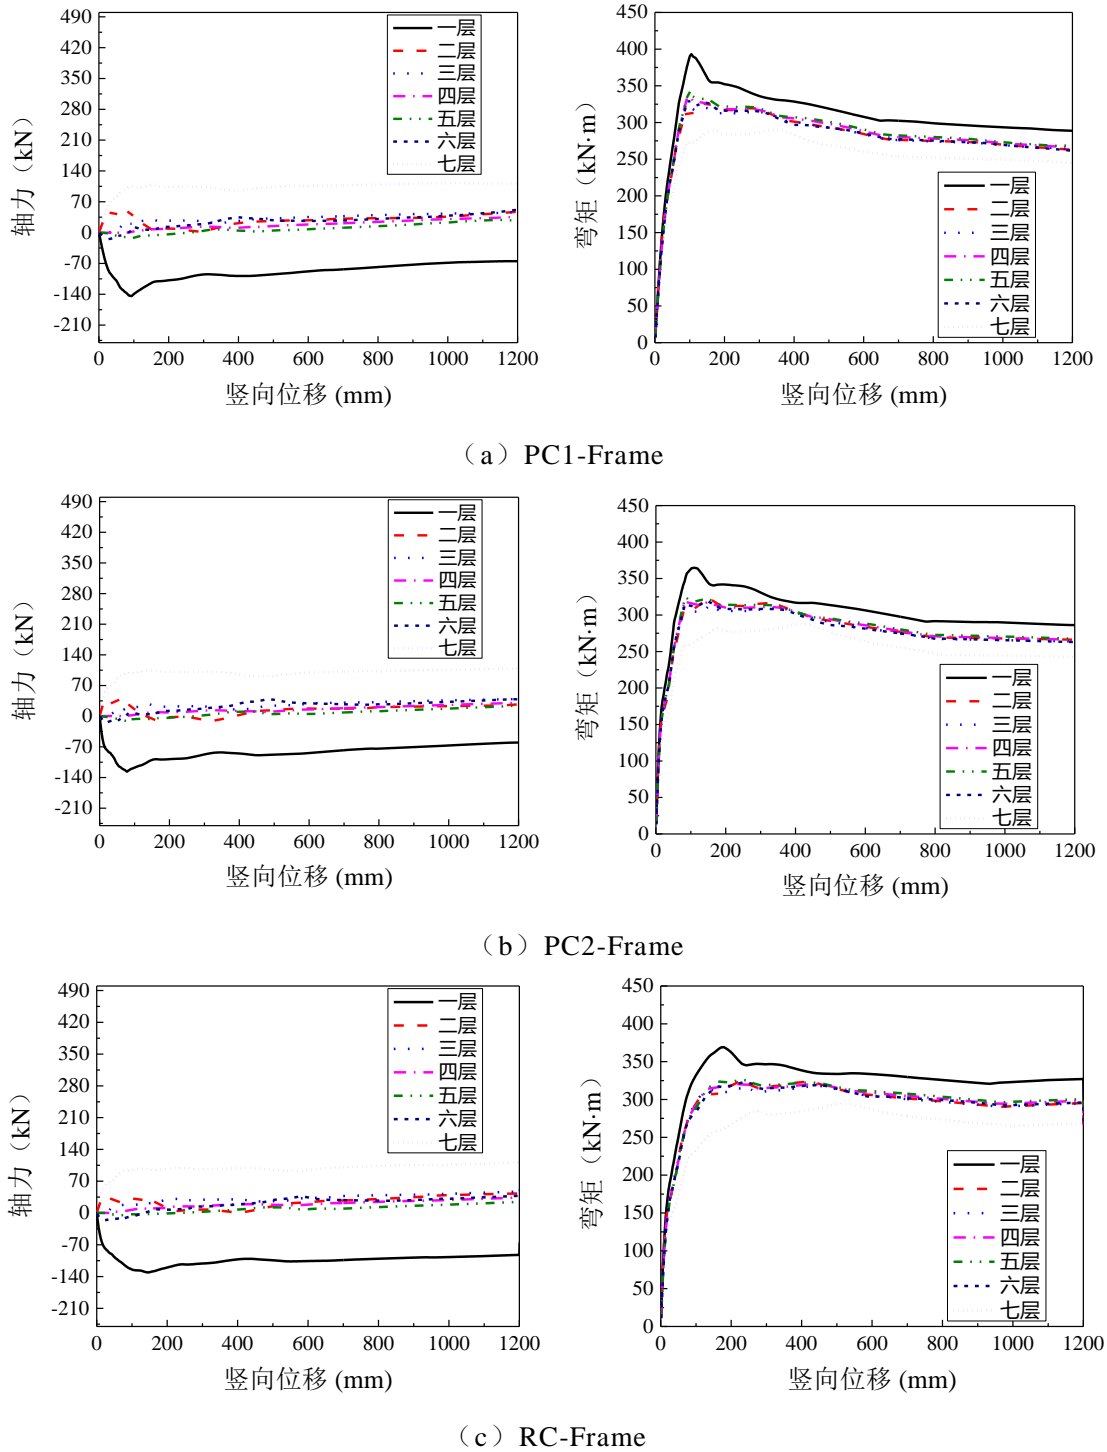 490
420
350
280
210
140
70
0
-70
-140
-210
0 200 400 600 800 1000 1200
轴力（kN）
竖向位移 (mm)
一层
二层
三层
四层
五层
六层
七层
450
400
350
300
250
200
150
100
50
0
0 200 400 600 800 1000 1200
弯矩（kN·m）
竖向位移 (mm)
一层
二层
三层
四层
五层
六层
七层
（a）PC1-Frame
490
420
350
280
210
140
70
0
-70
-140
-210
0 200 400 600 800 1000 1200
轴力（kN）
竖向位移 (mm)
一层
二层
三层
四层
五层
六层
七层
450
400
350
300
250
200
150
100
50
0
0 200 400 600 800 1000 1200
弯矩（kN·m）
竖向位移 (mm)
一层
二层
三层
四层
五层
六层
七层
（b）PC2-Frame
490
420
350
280
210
140
70
0
-70
-140
-210
0 200 400 600 800 1000 1200
轴力（kN）
竖向位移 (mm)
一层
二层
三层
四层
五层
六层
七层
450
400
350
300
250
200
150
100
50
0
0 200 400 600 800 1000 1200
弯矩（kN·m）
竖向位移 (mm)
一层
二层
三层
四层
五层
六层
七层
（c）RC-Frame